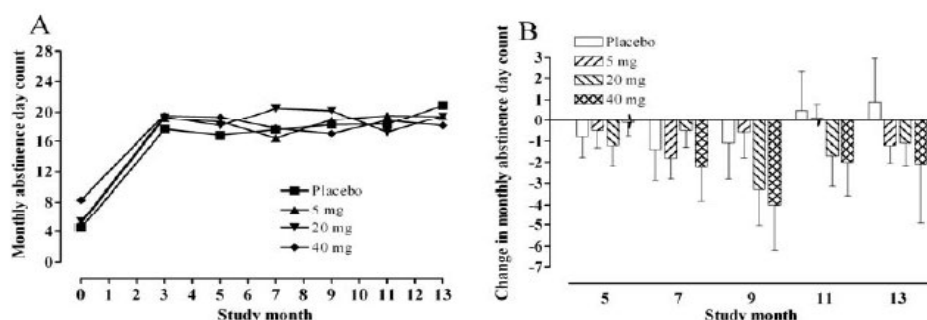 A
Monthly abstinence day count
28
24
20
16
12
8
4
0
Placebo
5 mg
20 mg
40 mg
0 1 2 3 4 5 6 7 8 9 10 11 12 13
Study month
B
Change in monthly abstinence day count
3
2
1
0
-1
-2
-3
-4
-5
-6
-7
Placebo
5 mg
20 mg
40 mg
5 7 9 11 13
Study month